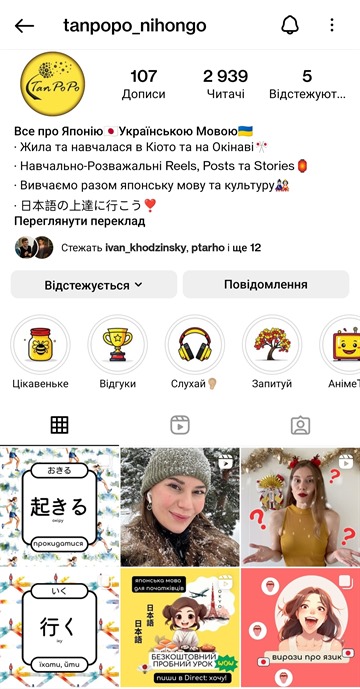 tanpopo_nihongo
TanPoPo
107
Дописи
2 939
Читачі
5
Відстежуют...
Все про Японію🇯🇵Українською Мовою🇺🇦
· Жила та навчалася в Кіото та на Окінаві🎌
· Навчально-Розважальні Reels, Posts та Stories🏮
· Вивчаємо разом японську мову та культуру🎎
· 日本語の上達に行こう❣️
Переглянути переклад
Стежать ivan_khodzinsky, ptarho і ще 12
Відстежується
Повідомлення
Цікавеньке
Відгуки
Слухай👂🏼
Запитуй
АнімеТ
おきる
起きる
окіру
прокидатися
いく
行く
іку
їхати, йти
японська мова
для початківців
日本語
日本語
БЕЗКОШТОВНИЙ
ПРОБНИЙ УРОК
WOW
пиши в Direct: хочу!
вирази про язик